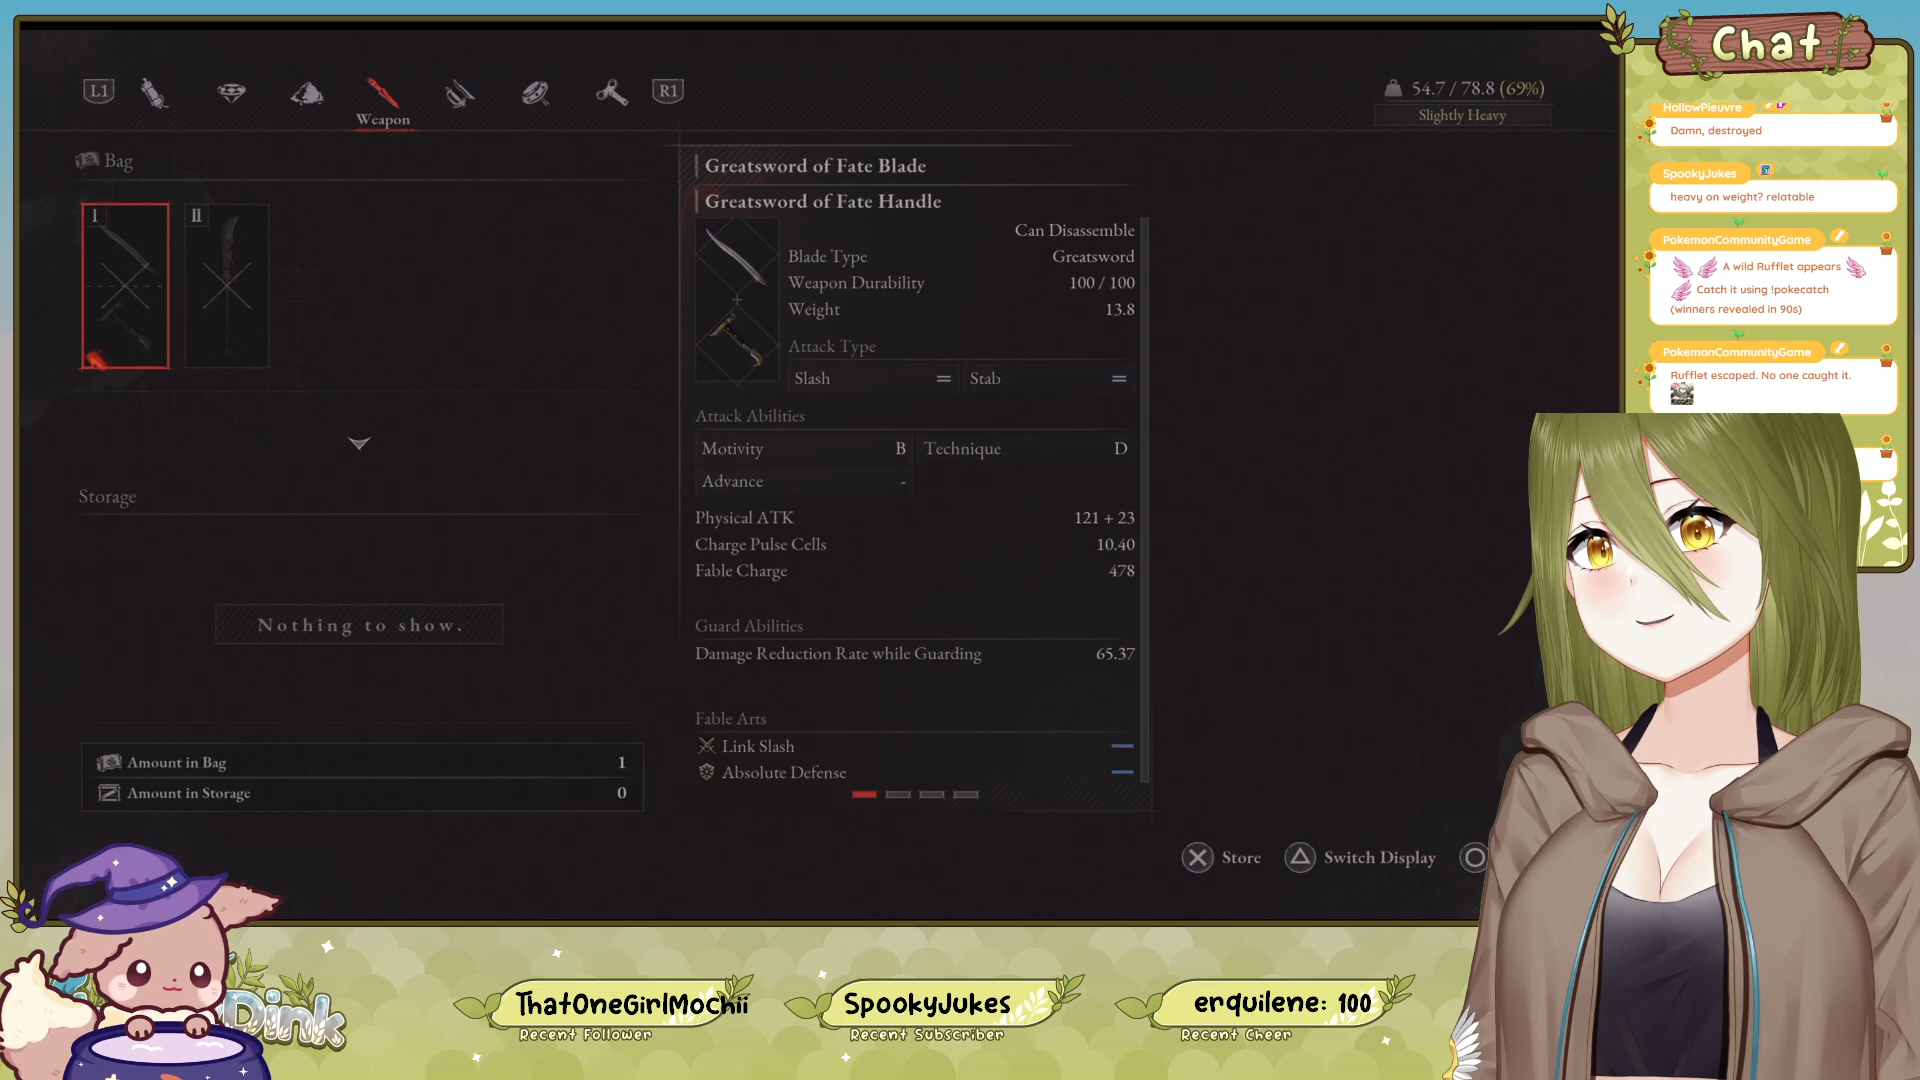 L1
Weapon
R1
54.7 / 78.8 (69%)
Slightly Heavy
Bag
I
II
Storage
Nothing to show.
Amount in Bag 1
Amount in Storage 0
Greatsword of Fate Blade
Greatsword of Fate Handle
Can Disassemble
Blade Type Greatsword
Weapon Durability 100 / 100
Weight 13.8
Attack Type
Slash = Stab =
Attack Abilities
Motivity B Technique D
Advance -
Physical ATK 121 + 23
Charge Pulse Cells 10.40
Fable Charge 478
Guard Abilities
Damage Reduction Rate while Guarding 65.37
Fable Arts
Link Slash
Absolute Defense
Store Switch Display
Chat
HollowPieuvre
Damn, destroyed
SpookyJukes
heavy on weight? relatable
PokemonCommunityGame
A wild Rufflet appears
Catch it using !pokecatch
(winners revealed in 90s)
PokemonCommunityGame
Rufflet escaped. No one caught it.
Dink
ThatOneGirlMochii
Recent Follower
SpookyJukes
Recent Subscriber
erquilene: 100
Recent Cheer